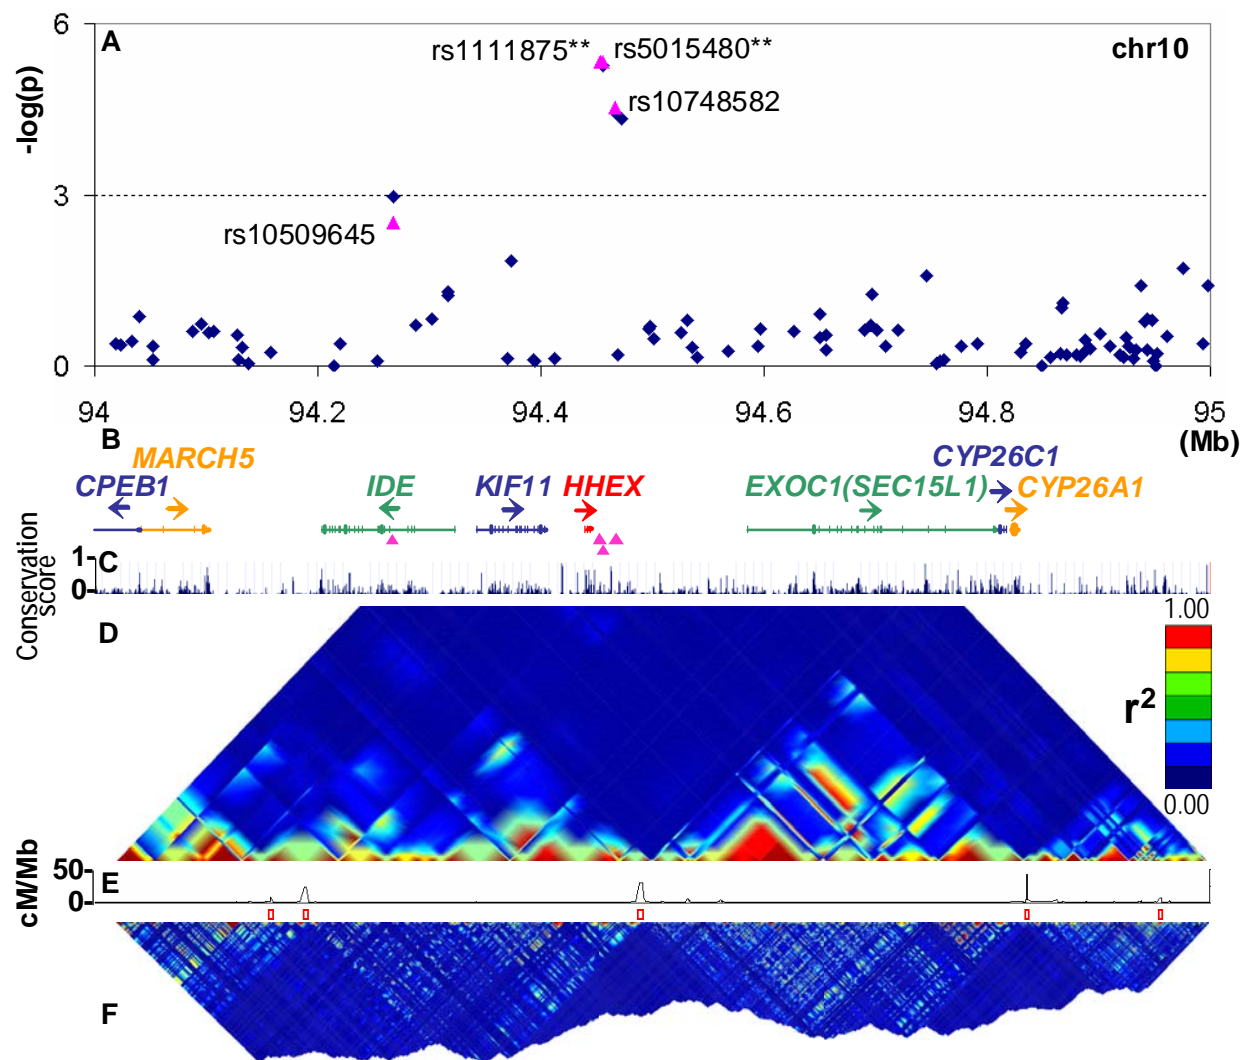 6
A
rs1111875** rs5015480** chr10
rs10748582
-log(p)
3
rs10509645
0
94 94.2 94.4 94.6 94.8 95
(Mb)
B
MARCH5 CYP26C1
CPEB1 IDE KIF11 HHEX EXOC1(SEC15L1) CYP26A1
1 C
0
Conservation
score
D
1.00
r2
0.00
cM/Mb
50 E
0
F